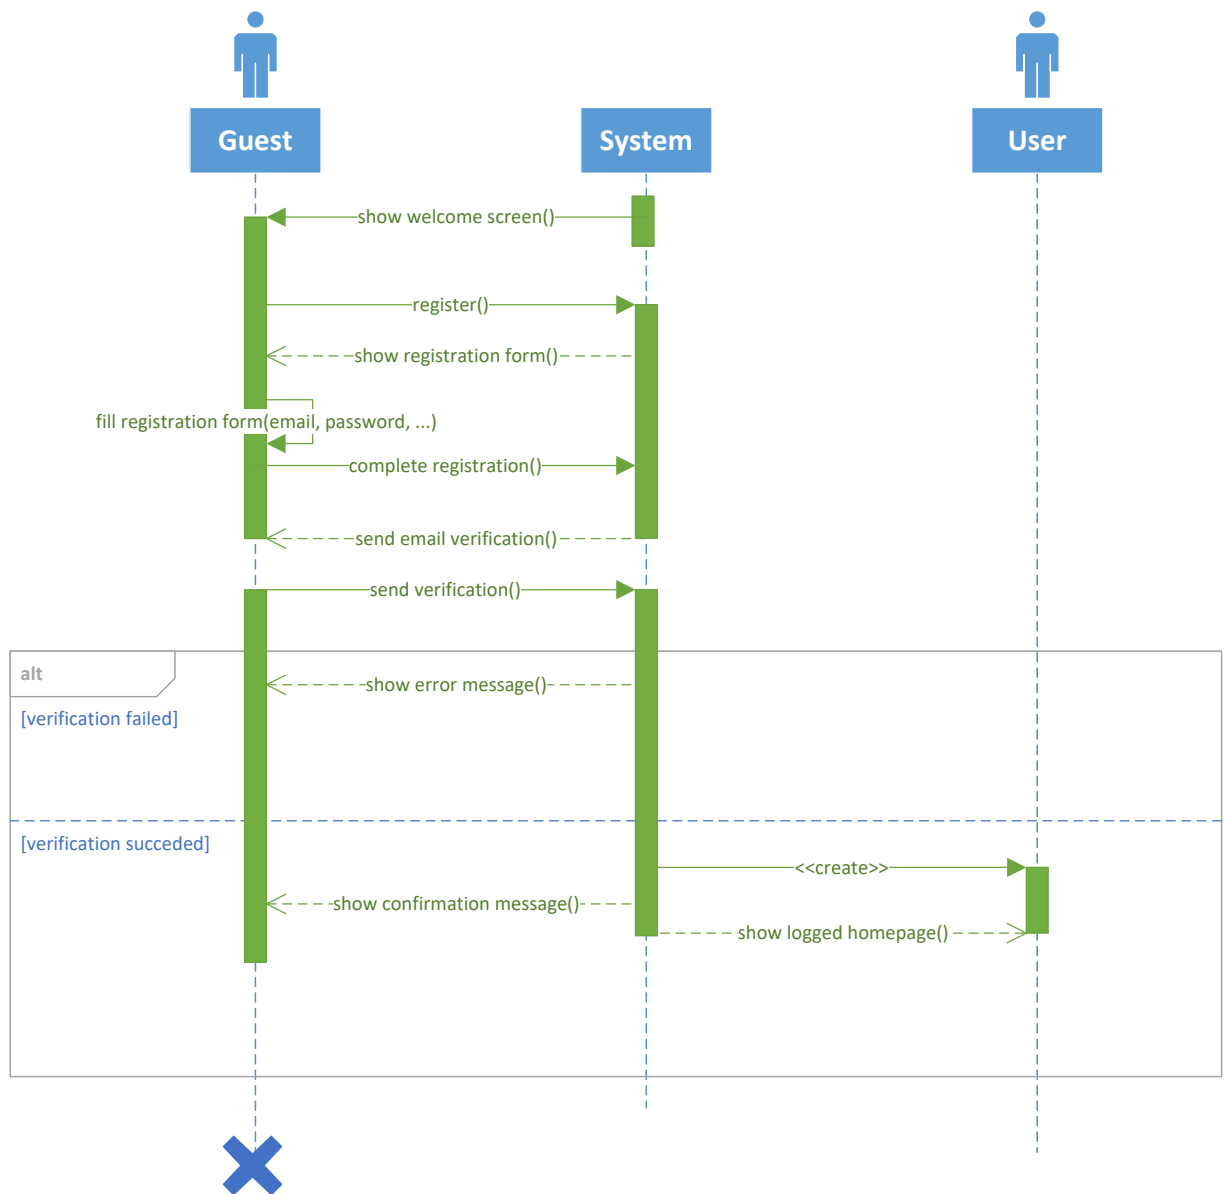 Guest
System
User
show welcome screen()
register()
show registration form()
fill registration form(email, password, ...)
complete registration()
send email verification()
send verification()
alt
show error message()
[verification failed]
[verification succeded]
<<create>>
show confirmation message()
show logged homepage()